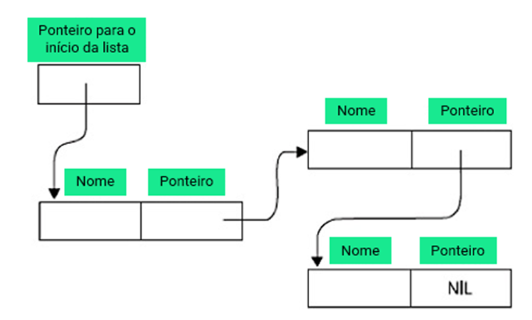 Ponteiro para o
início da lista
Nome
Ponteiro
Nome
Ponteiro
Nome
Ponteiro
NIL